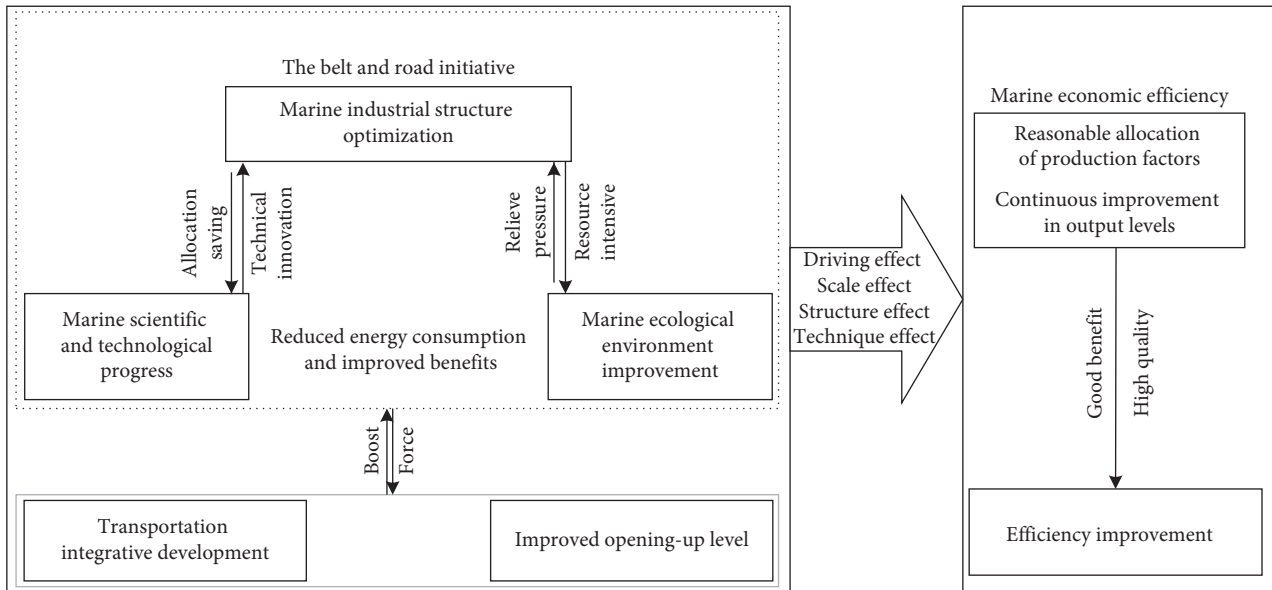 The belt and road initiative
Marine industrial structure
optimization
Allocation
saving
Technical
innovation
Relieve
pressure
Resource
intensive
Marine scientific
and technological
progress
Reduced energy consumption
and improved benefits
Marine ecological
environment
improvement
Boost
Force
Transportation
integrative development
Improved opening-up level
Driving effect
Scale effect
Structure effect
Technique effect
Marine economic efficiency
Reasonable allocation
of production factors
Continuous improvement
in output levels
Good benefit
High quality
Efficiency improvement